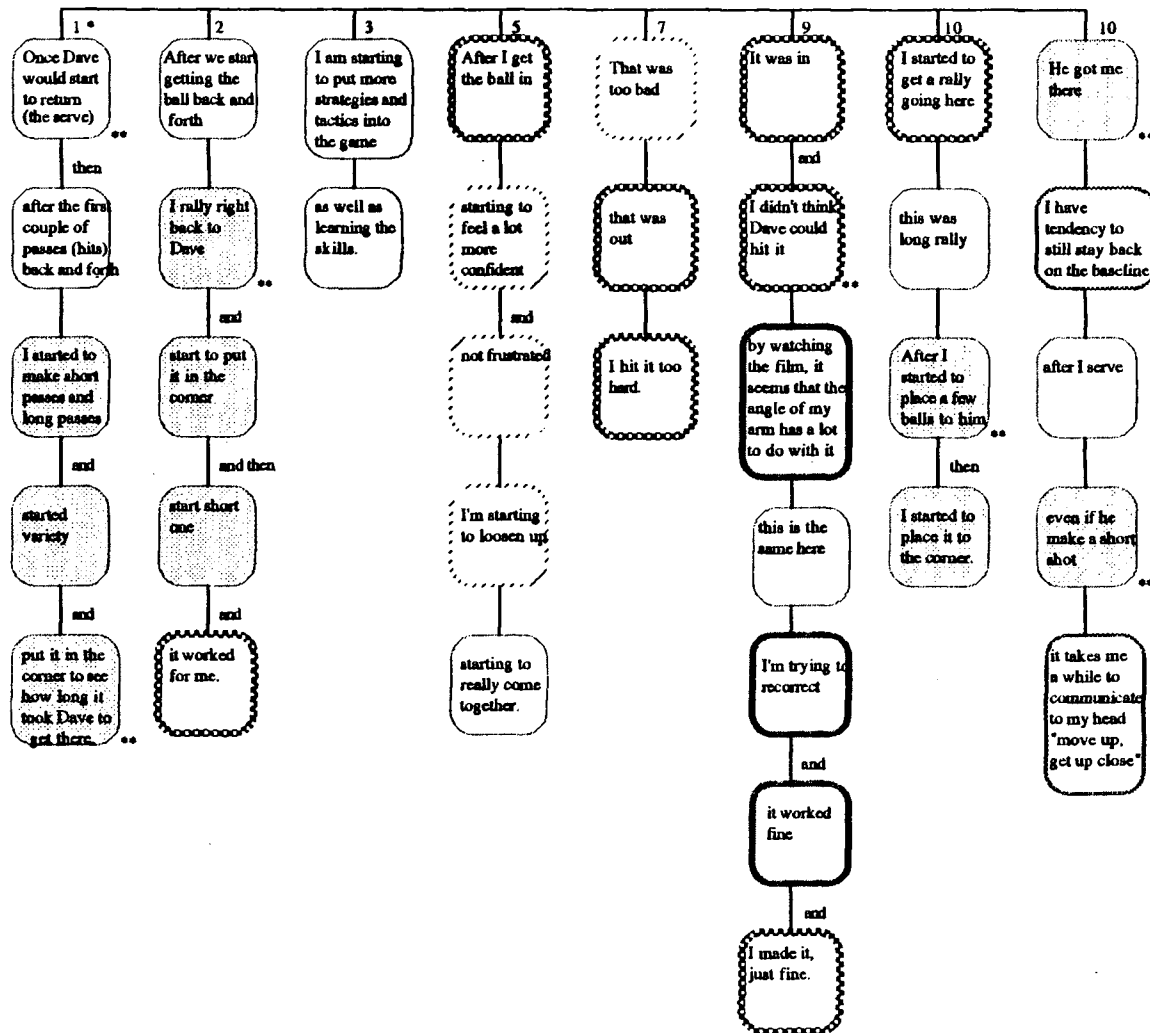 1 *
Once Dave
would start
to return
(the serve)
**
then
after the first
couple of
passes (hits)
back and forth
I started to
make short
passes and
long passes
and
started
variety
and
put it in the
corner to see
how long it
took Dave to
get there.
**
2
After we start
getting the
ball back and
forth
I rally right
back to
Dave
**
and
start to put
it in the
corner
and then
start short
one
and
it worked
for me.
3
I am starting
to put more
strategies and
tactics into
the game
as well as
learning the
skills.
5
After I get
the ball in
starting to
feel a lot
more
confident
and
not frustrated
I'm starting
to loosen up
starting to
really come
together.
7
That was
too bad
that was
out
I hit it too
hard.
9
It was in
and
I didn't think
Dave could
hit it
**
by watching
the film, it
seems that the
angle of my
arm has a lot
to do with it
this is the
same here
I'm trying to
recorrect
and
it worked
fine
and
I made it,
just fine.
10
I started to
get a rally
going here
this was
long rally
After I
started to
place a few
balls to him
**
then
I started to
place it to
the corner.
10
He got me
there
**
I have
tendency to
still stay back
on the baseline
after I serve
even if he
make a short
shot
**
it takes me
a while to
communicate
to my head
"move up,
get up close"